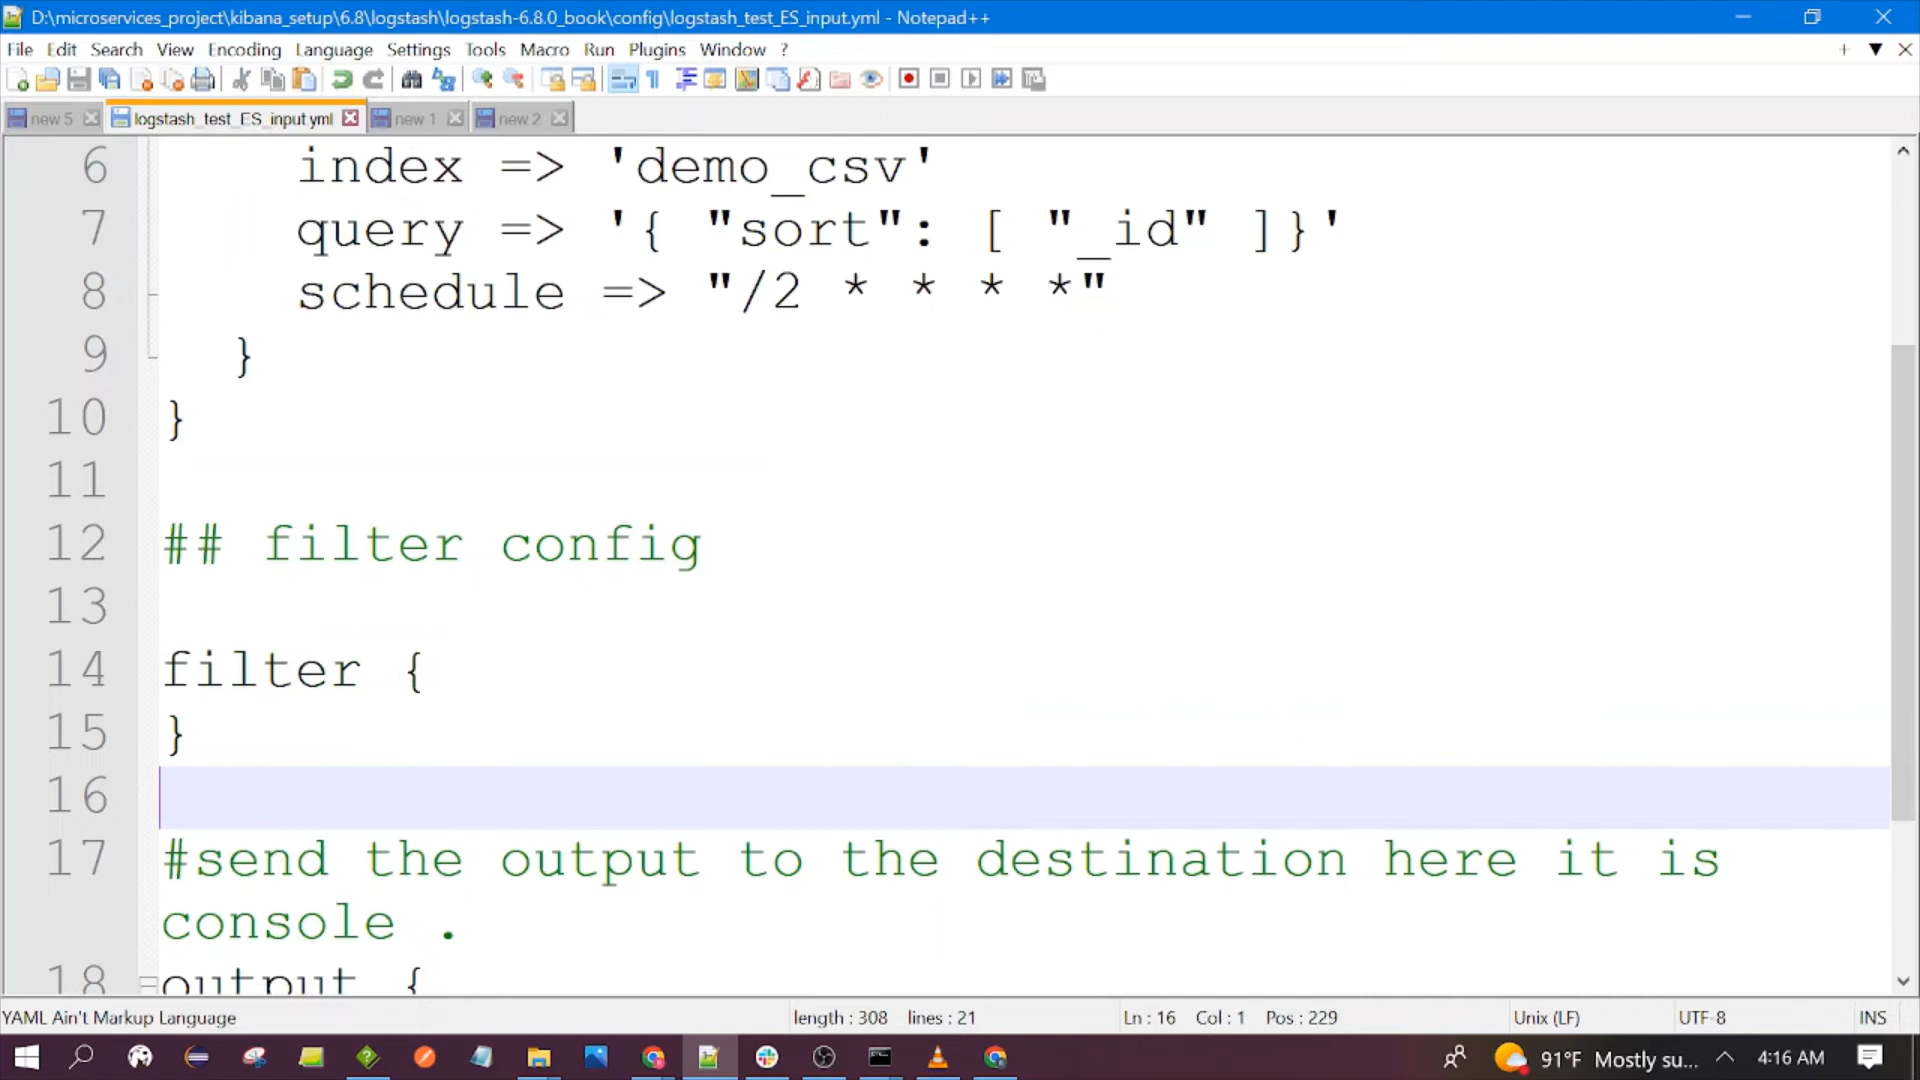 D:\microservices_project\kibana_setup\6.8\logstash\logstash-6.8.0_book\config\logstash_test_ES_input.yml - Notepad++
File Edit Search View Encoding Language Settings Tools Macro Run Plugins Window ?
new 5 logstash_test_ES_input.yml new 1 new 2
6 index => 'demo_csv'
7 query => '{ "sort": [ "_id" ]}'
8 schedule => "/2 * * * *"
9 }
10 }
11
12 ## filter config
13
14 filter {
15 }
16
17 #send the output to the destination here it is
console .
18 output {
YAML Ain't Markup Language length : 308 lines : 21 Ln : 16 Col : 1 Pos : 229 Unix (LF) UTF-8 INS
91°F Mostly su... 4:16 AM